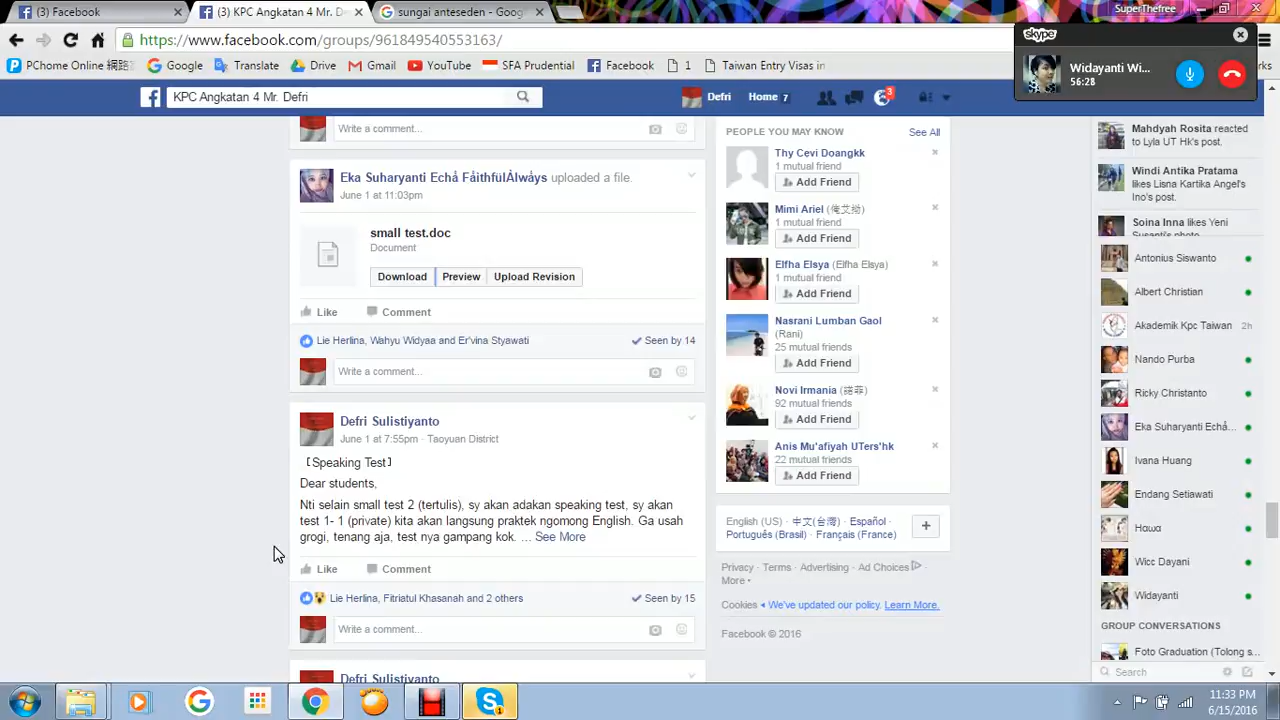 (3) Facebook
(3) KPC Angkatan 4 Mr. De
sungents eschen - Goog
SuperThefree
https://www.facebook.com/groups/961849540553163/
PChome Online
Google
Translate
Drive
Gmail
YouTube
SFA Prudential
Facebook
1
Taiwan Entry Visas in
skype
Widayanti Wi...
56:28
KPC Angkatan 4 Mr. Defri
Defri
Home 7
3
Write a comment...
Eka Suharyanti Echå FåithfülÅlwåys uploaded a file.
June 1 at 11:03pm
small test.doc
Document
Download
Preview
Upload Revision
Like
Comment
Lie Herlina, Wahyu Widyaa and Er'vina Styawati
Seen by 14
Write a comment...
Defri Sulistiyanto
June 1 at 7:55pm · Taoyuan District
【Speaking Test】
Dear students,
Nti selain small test 2 (tertulis), sy akan adakan speaking test, sy akan
test 1- 1 (private) kita akan langsung praktek ngomong English. Ga usah
grogi, tenang aja, test nya gampang kok. ... See More
Like
Comment
Lie Herlina, Fitriatul Khasanah and 2 others
Seen by 15
Write a comment...
Defri Sulistiyanto
PEOPLE YOU MAY KNOW
See All
Thy Cevi Doangkk
1 mutual friend
Add Friend
Mimi Ariel
1 mutual friend
Add Friend
Elfha Elsya (Elfha Elsya)
1 mutual friend
Add Friend
Nasrani Lumban Gaol
(Rani)
25 mutual friends
Add Friend
Novi Irmania (諾菲)
92 mutual friends
Add Friend
Anis Mu'afiyah UTers'hk
22 mutual friends
Add Friend
English (US) · 中文(台灣) · Español ·
Português (Brasil) · Français (France)
Privacy · Terms · Advertising · Ad Choices ·
More
Cookies We've updated our policy. Learn More.
Facebook © 2016
Mahdyah Rosita reacted
to Lyla UT Hk's post.
Windi Antika Pratama
likes Lisna Kartika Angel's
Ino's post.
Soina Inna likes Yeni
Susanti's photo
Antonius Siswanto
Albert Christian
Akademik Kpc Taiwan 2h
Nando Purba
Ricky Christanto
Eka Suharyanti Echå...
Ivana Huang
Endang Setiawati
Wicc Dayani
Widayanti
GROUP CONVERSATIONS
Foto Graduation (Tolong s...
Search
11:33 PM
6/15/2016